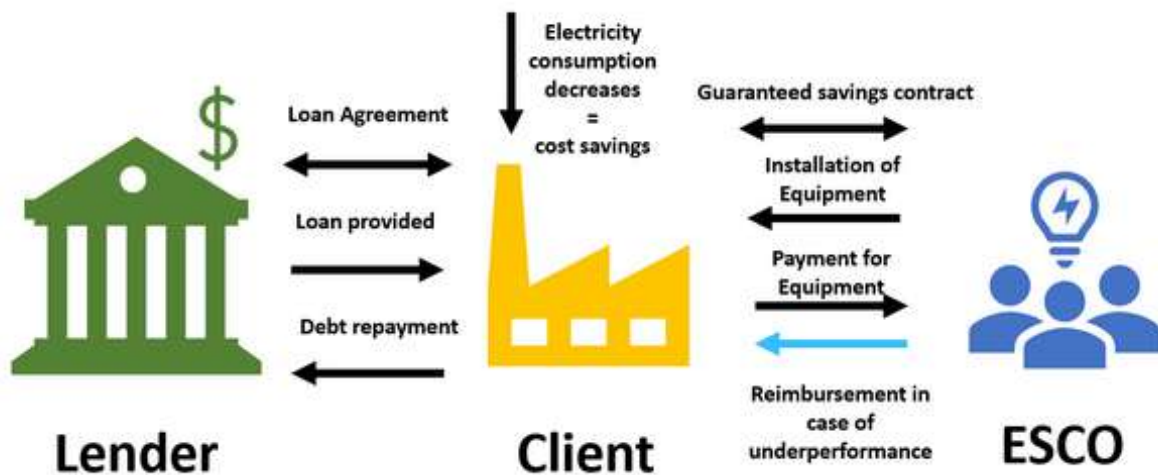 Electricity
consumption
decreases
=
cost savings
$
Loan Agreement
Loan provided
Debt repayment
Guaranteed savings contract
Installation of
Equipment
Payment for
Equipment
Reimbursement in
case of
underperformance
Lender
Client
ESCO